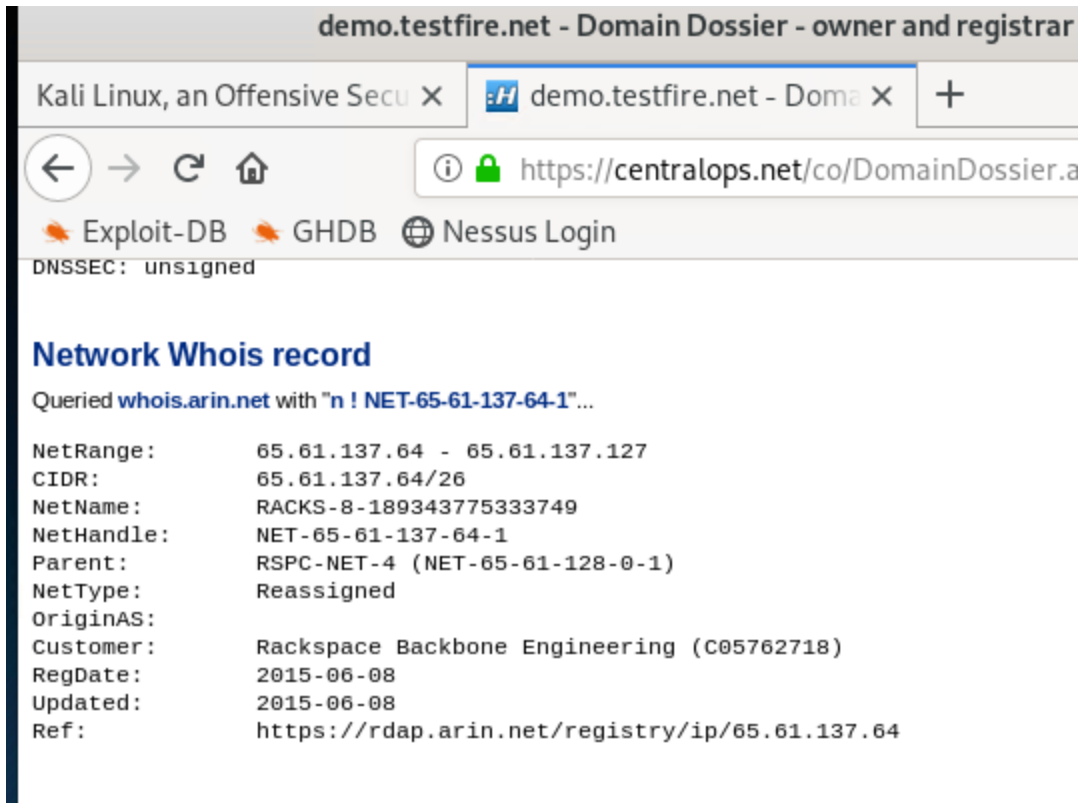 demo.testfire.net - Domain Dossier - owner and registrar
Kali Linux, an Offensive Secu
demo.testfire.net - Doma
https://centralops.net/co/DomainDossier.a
Exploit-DB GHDB Nessus Login
DNSSEC: unsigned
Network Whois record
Queried whois.arin.net with "n ! NET-65-61-137-64-1"...
NetRange: 65.61.137.64 - 65.61.137.127
CIDR: 65.61.137.64/26
NetName: RACKS-8-189343775333749
NetHandle: NET-65-61-137-64-1
Parent: RSPC-NET-4 (NET-65-61-128-0-1)
NetType: Reassigned
OriginAS:
Customer: Rackspace Backbone Engineering (C05762718)
RegDate: 2015-06-08
Updated: 2015-06-08
Ref: https://rdap.arin.net/registry/ip/65.61.137.64